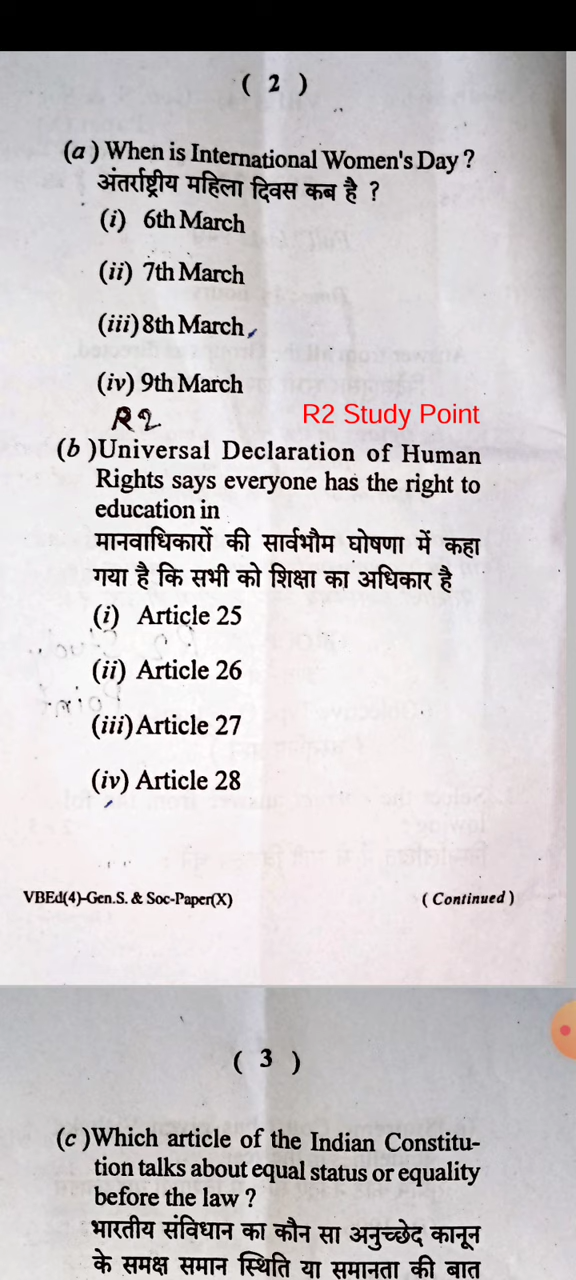 ( 2 )
(a) When is International Women's Day ?
अंतर्राष्ट्रीय महिला दिवस कब है ?
(i) 6th March
(ii) 7th March
(iii) 8th March
(iv) 9th March
R2
R2 Study Point
(b) Universal Declaration of Human
Rights says everyone has the right to
education in
मानवाधिकारों की सार्वभौम घोषणा में कहा
गया है कि सभी को शिक्षा का अधिकार है
(i) Article 25
(ii) Article 26
(iii) Article 27
(iv) Article 28
VBEd(4)–Gen.S. & Soc-Paper(X)
( Continued )
( 3 )
(c) Which article of the Indian Constitu-
tion talks about equal status or equality
before the law ?
भारतीय संविधान का कौन सा अनुच्छेद कानून
के समक्ष समान स्थिति या समानता की बात